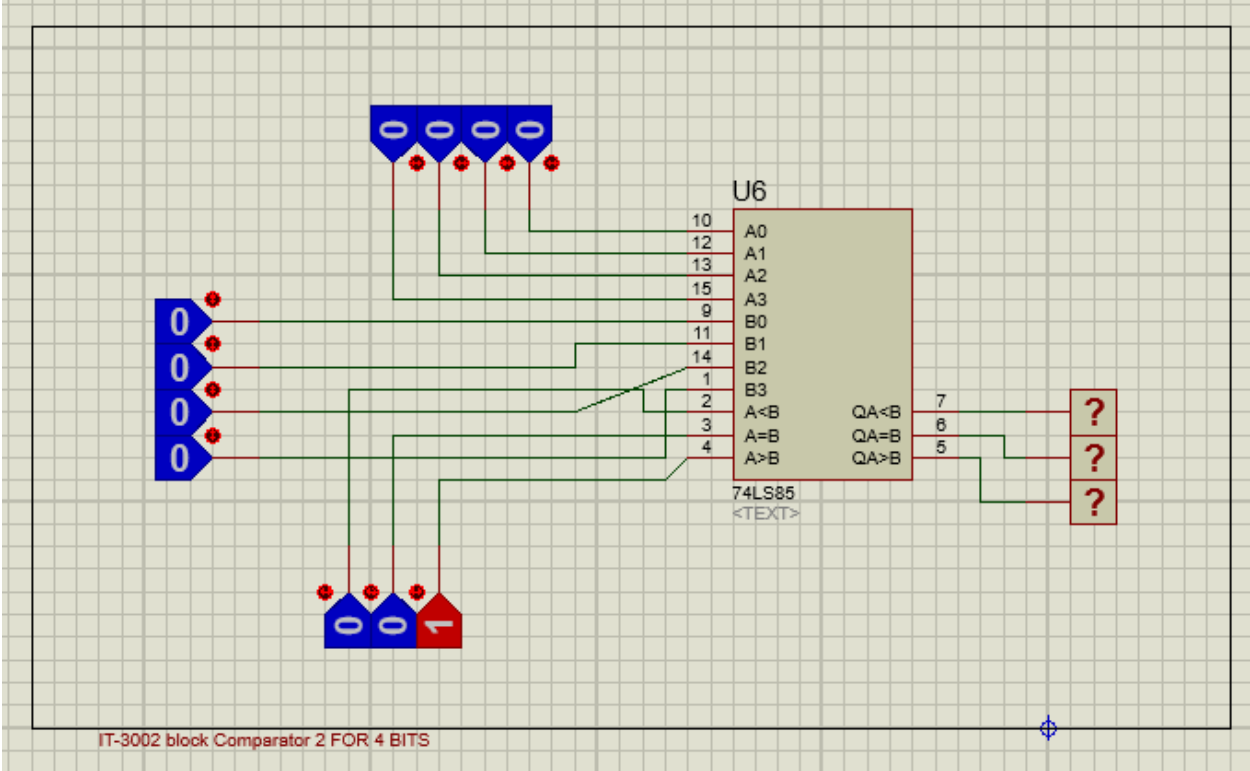 0 0 0 0
U6
10 A0
12 A1
13 A2
15 A3
0 9 B0
0 11 B1
0 14 B2
0 1 B3
2 A<B QA<B 7 ?
3 A=B QA=B 6 ?
4 A>B QA>B 5 ?
74LS85
<TEXT>
0 0 1
IT-3002 block Comparator 2 FOR 4 BITS